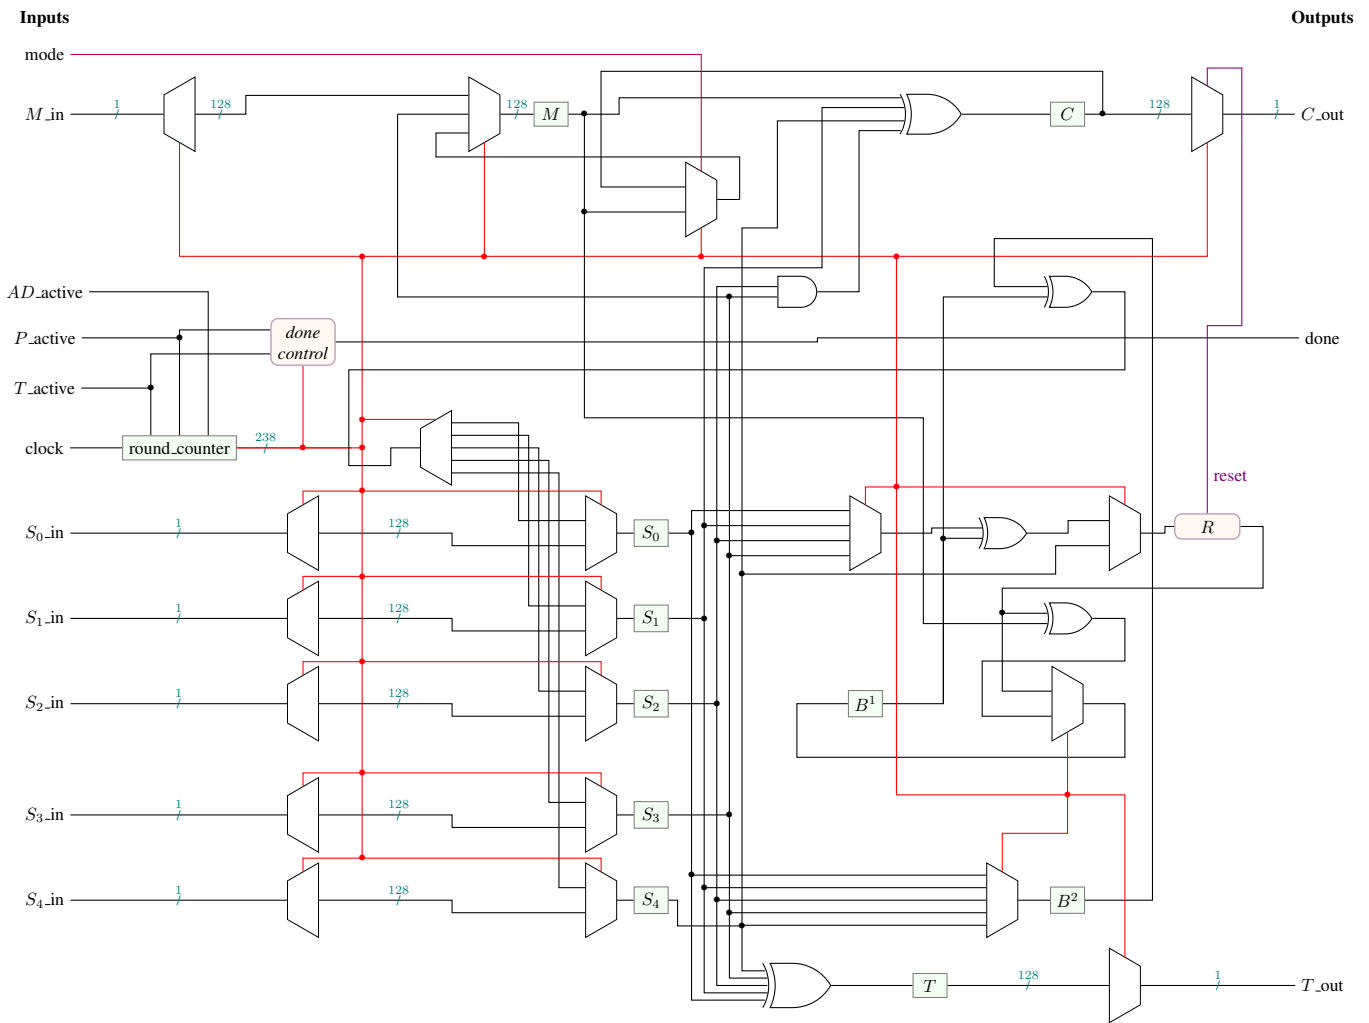 Inputs
Outputs
mode
M_in
1
128
128
M
C
128
1
C_out
AD_active
P_active
done
control
done
T_active
clock
round_counter
238
reset
S₀_in
1
128
S₀
R
S₁_in
1
128
S₁
S₂_in
1
128
S₂
B¹
S₃_in
1
128
S₃
S₄_in
1
128
S₄
B²
T
128
1
T_out